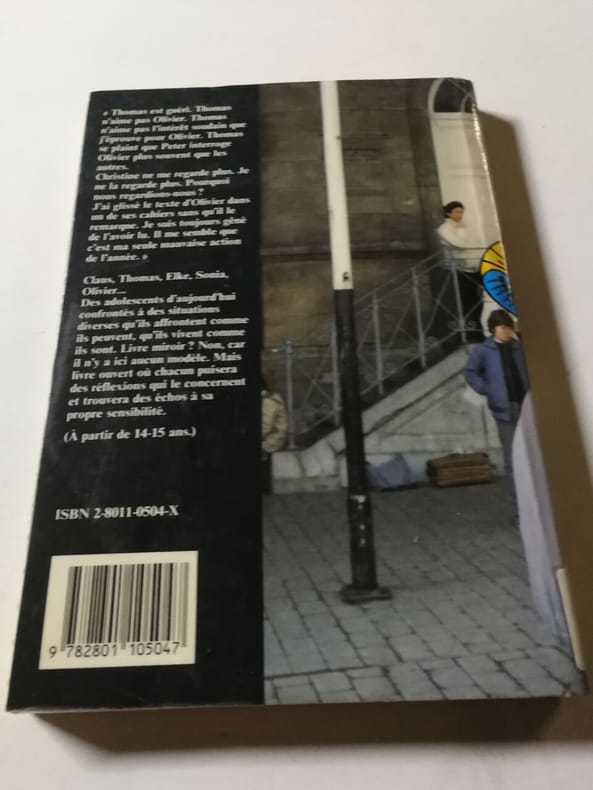 « Thomas est guéri. Thomas
n'aime pas Olivier. Thomas
n'aime pas l'intérêt soudain que
j'éprouve pour Olivier. Thomas
se plaint que Peter interroge
Olivier plus souvent que les
autres.
Christine ne me regarde plus. Je
ne la regarde plus. Pourquoi
nous regardions-nous ?
J'ai glissé le texte d'Olivier dans
un de ses cahiers sans qu'il le
remarque. Je suis toujours gêné
de l'avoir lu. Il me semble que
c'est ma seule mauvaise action
de l'année. »
Claus, Thomas, Elke, Sonia,
Olivier...
Des adolescents d'aujourd'hui
confrontés à des situations
diverses qu'ils affrontent comme
ils peuvent, qu'ils vivent comme
ils sont. Livre miroir ? Non, car
il n'y a ici aucun modèle. Mais
livre ouvert où chacun puisera
des réflexions qui le concernent
et trouvera des échos à sa
propre sensibilité.
(À partir de 14-15 ans.)
ISBN 2-8011-0504-X
9 782801 105047